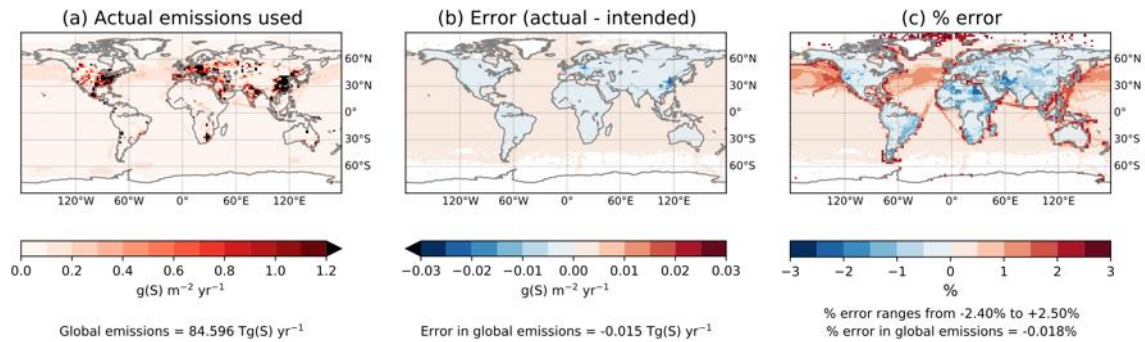 (a) Actual emissions used
(b) Error (actual - intended)
(c) % error
60°N
30°N
0°
30°S
60°S
120°W 60°W 0° 60°E 120°E
60°N
30°N
0°
30°S
60°S
120°W 60°W 0° 60°E 120°E
60°N
30°N
0°
30°S
60°S
120°W 60°W 0° 60°E 120°E
0.0 0.2 0.4 0.6 0.8 1.0 1.2
g(S) m⁻² yr⁻¹
Global emissions = 84.596 Tg(S) yr⁻¹
−0.03 −0.02 −0.01 0.00 0.01 0.02 0.03
g(S) m⁻² yr⁻¹
Error in global emissions = -0.015 Tg(S) yr⁻¹
−3 −2 −1 0 1 2 3
%
% error ranges from -2.40% to +2.50%
% error in global emissions = -0.018%